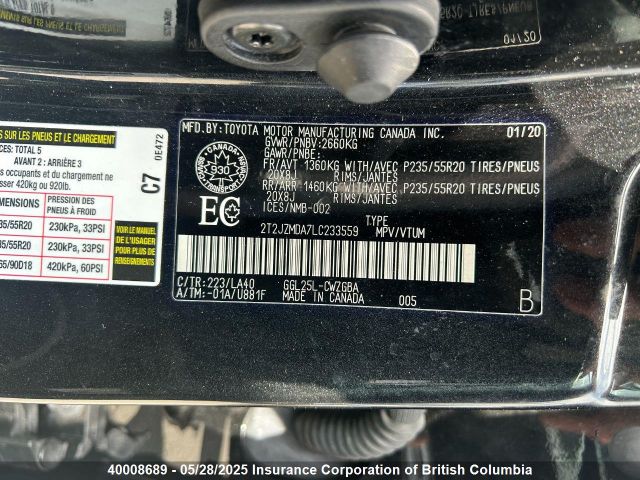 01/20
S SUR LES PNEUS ET LE CHARGEMENT
CES: TOTAL 5
AVANT 2 : ARRIÈRE 3
es occupants et du chargement
sser 420kg ou 920lb.
MENSIONS
PRESSION DES
PNEUS À FROID
35/55R20 230kPa, 33PSI
35/55R20 230kPa, 33PSI
65/90D18 420kPa, 60PSI
VOIR LE MANUEL
DE L'USAGER
POUR PLUS DE
RENSEIGNEMENTS
C7
0E472
MFD.BY:TOYOTA MOTOR MANUFACTURING CANADA INC. 01/20
GVWR/PNBV:2660KG
GAWR/PNBE:
FR/AVT 1360KG WITH/AVEC P235/55R20 TIRES/PNEUS
20X8J RIMS/JANTES
RR/ARR 1460KG WITH/AVEC P235/55R20 TIRES/PNEUS
20X8J RIMS/JANTES
ICES/NMB-002
CANADA
930
TRANSPORT
EC
TYPE
2T2JZMDA7LC233559 MPV/VTUM
C/TR:223/LA40 GGL25L-CWZGBA
A/TM:-01A/U881F MADE IN CANADA 005
B
40008689 - 05/28/2025 Insurance Corporation of British Columbia